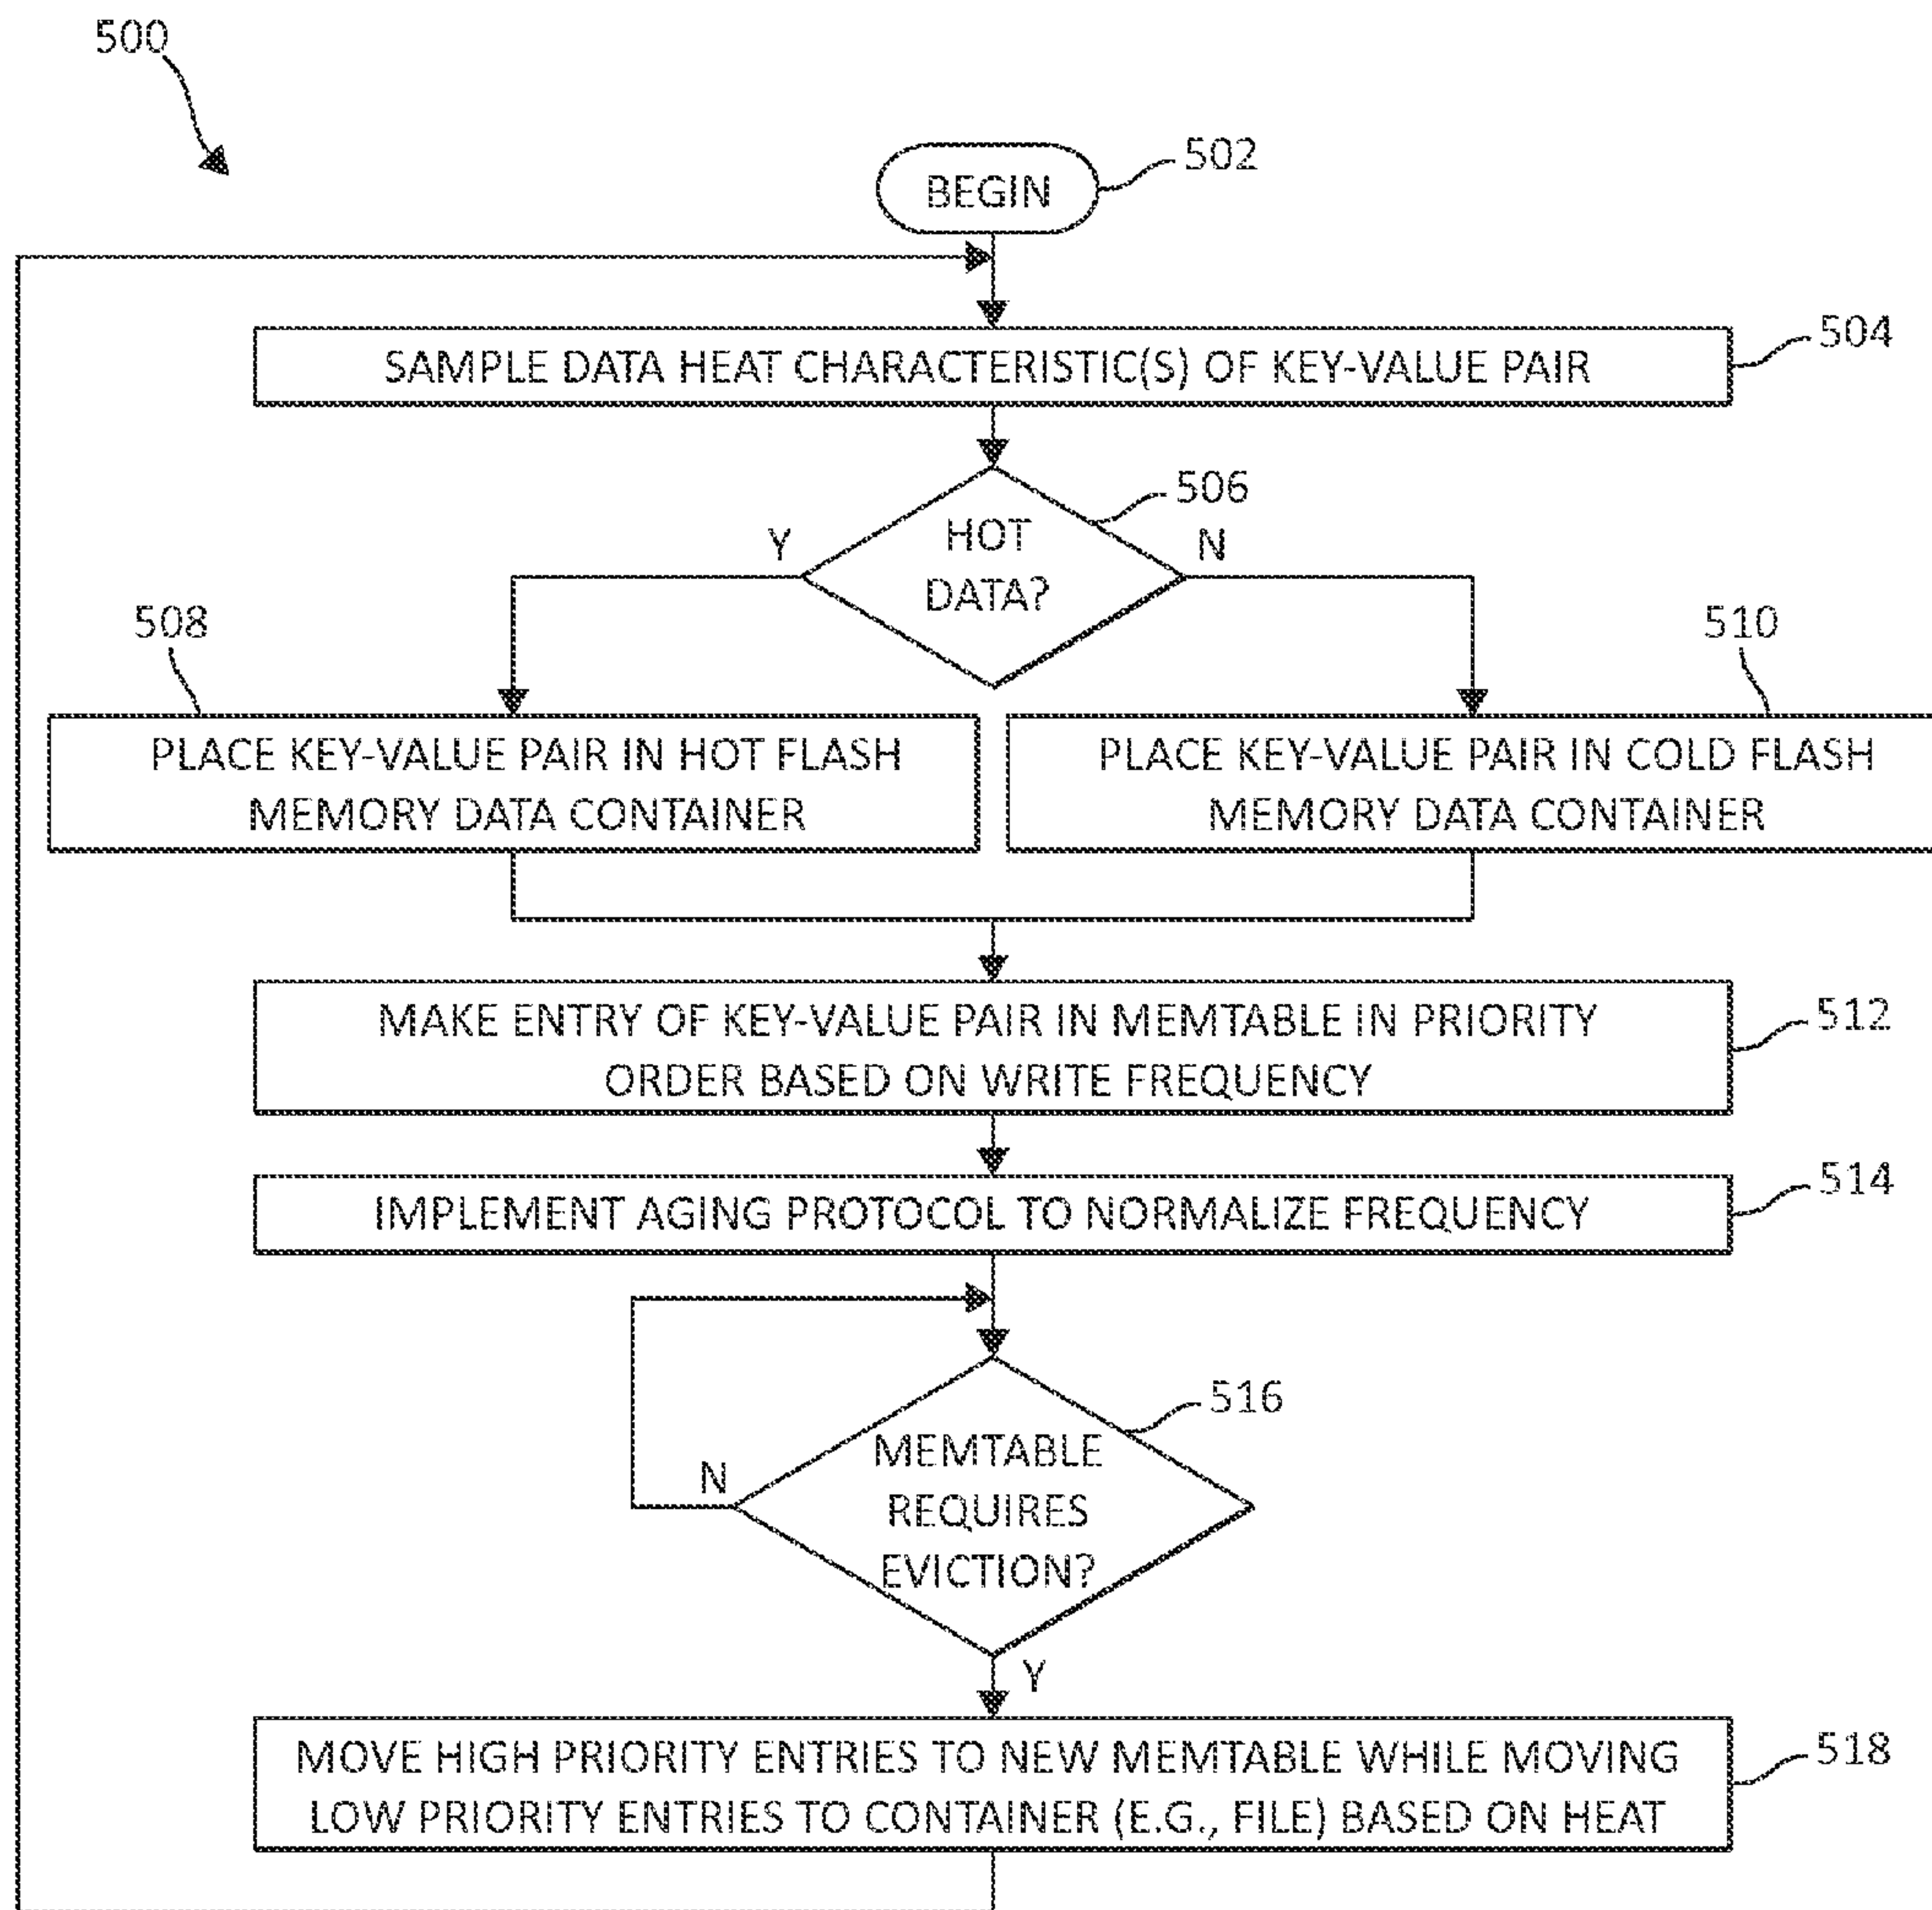 500
502
BEGIN
504
SAMPLE DATA HEAT CHARACTERISTIC(S) OF KEY-VALUE PAIR
506
Y
N
HOT
DATA?
508
510
PLACE KEY-VALUE PAIR IN HOT FLASH
MEMORY DATA CONTAINER
PLACE KEY-VALUE PAIR IN COLD FLASH
MEMORY DATA CONTAINER
MAKE ENTRY OF KEY-VALUE PAIR IN MEMTABLE IN PRIORITY
ORDER BASED ON WRITE FREQUENCY
512
IMPLEMENT AGING PROTOCOL TO NORMALIZE FREQUENCY
514
516
N
MEMTABLE
REQUIRES
EVICTION?
Y
MOVE HIGH PRIORITY ENTRIES TO NEW MEMTABLE WHILE MOVING
LOW PRIORITY ENTRIES TO CONTAINER (E.G., FILE) BASED ON HEAT
518